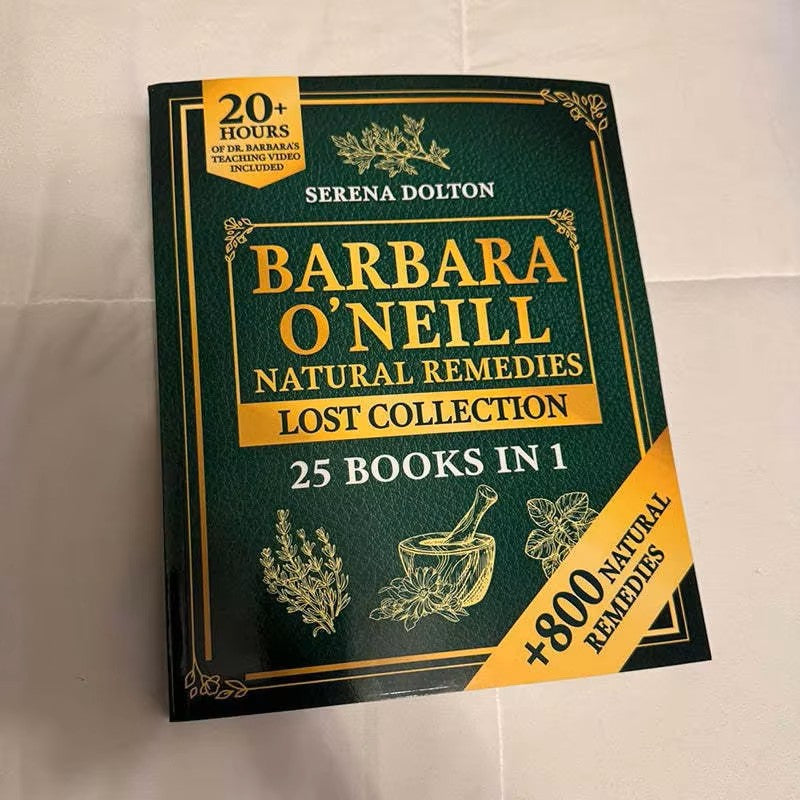 20+
HOURS
OF DR. BARBARA'S
TEACHING VIDEO
INCLUDED
SERENA DOLTON
BARBARA
O'NEILL
NATURAL REMEDIES
LOST COLLECTION
25 BOOKS IN 1
+800 NATURAL
REMEDIES